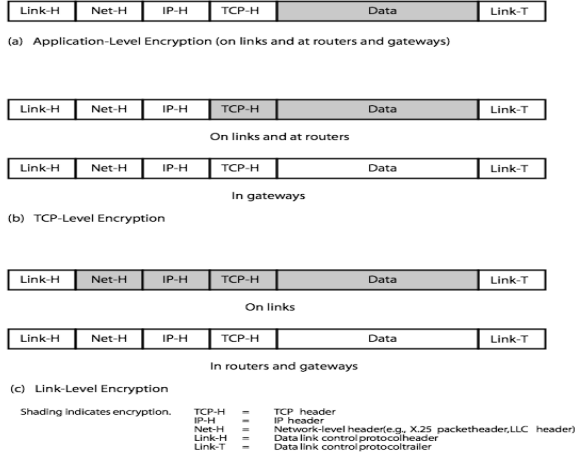 Link-H Net-H IP-H TCP-H Data Link-T
(a) Application-Level Encryption (on links and at routers and gateways)
Link-H Net-H IP-H TCP-H Data Link-T
On links and at routers
Link-H Net-H IP-H TCP-H Data Link-T
In gateways
(b) TCP-Level Encryption
Link-H Net-H IP-H TCP-H Data Link-T
On links
Link-H Net-H IP-H TCP-H Data Link-T
In routers and gateways
(c) Link-Level Encryption
Shading indicates encryption. TCP-H = TCP header
IP-H = IP header
Net-H = Network-level header(e.g., X.25 packetheader,LLC header)
Link-H = Data link control protocolheader
Link-T = Data link control protocoltrailer